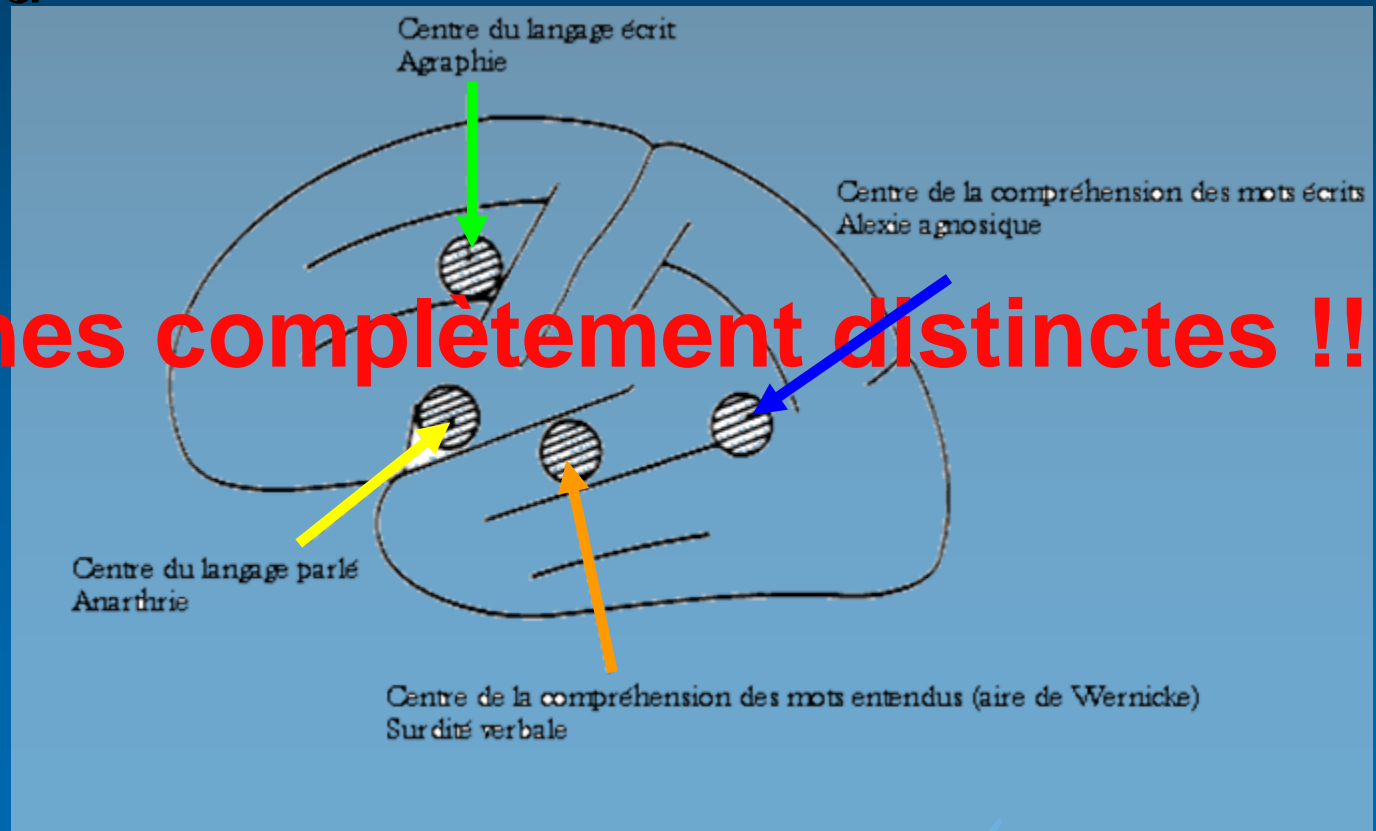 Centre du langage écrit
Agraphie
Centre de la compréhension des mots écrits
Alexie agnosique
complètement distinctes !!
Centre du langage parlé
Anarthrie
Centre de la compréhension des mots entendus (aire de Wernicke)
Surdité verbale